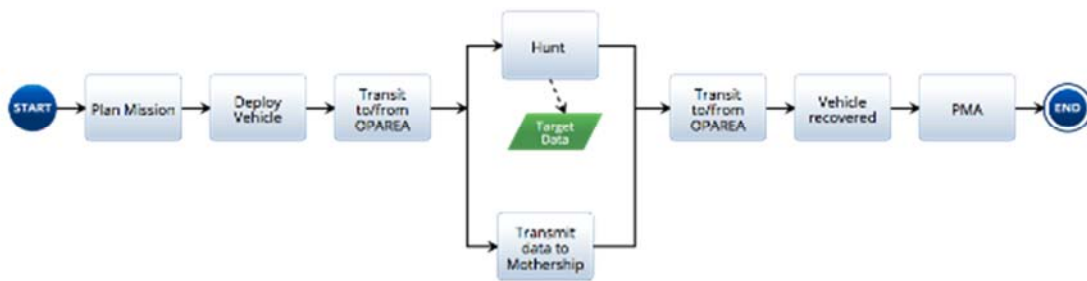 START
Plan Mission
Deploy
Vehicle
Transit
to/from
OPAREA
Hunt
Target
Data
Transmit
data to
Mothership
Transit
to/from
OPAREA
Vehicle
recovered
PMA
END